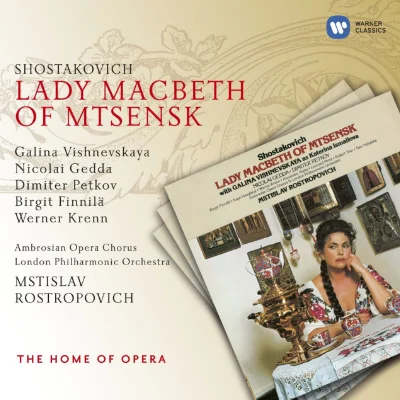 WARNER
CLASSICS
SHOSTAKOVICH
LADY MACBETH
OF MTSENSK
Galina Vishnevskaya
Nicolai Gedda
Dimiter Petkov
Birgit Finnilä
Werner Krenn
Ambrosian Opera Chorus
London Philharmonic Orchestra
MSTISLAV
ROSTROPOVICH
THE HOME OF OPERA
Shostakovich
LADY MACBETH OF MTSENSK
with GALINA VISHNEVSKAYA as Katerina Ismailova
NICOLAI GEDDA · DIMITER PETKOV
MSTISLAV ROSTROPOVICH